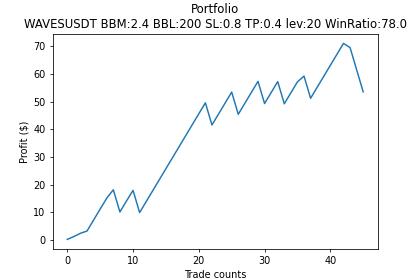 Portfolio
WAVESUSDT BBM:2.4 BBL:200 SL:0.8 TP:0.4 lev:20 WinRatio:78.0
70
60
50
40
30
20
10
0
Profit ($)
0 10 20 30 40
Trade counts